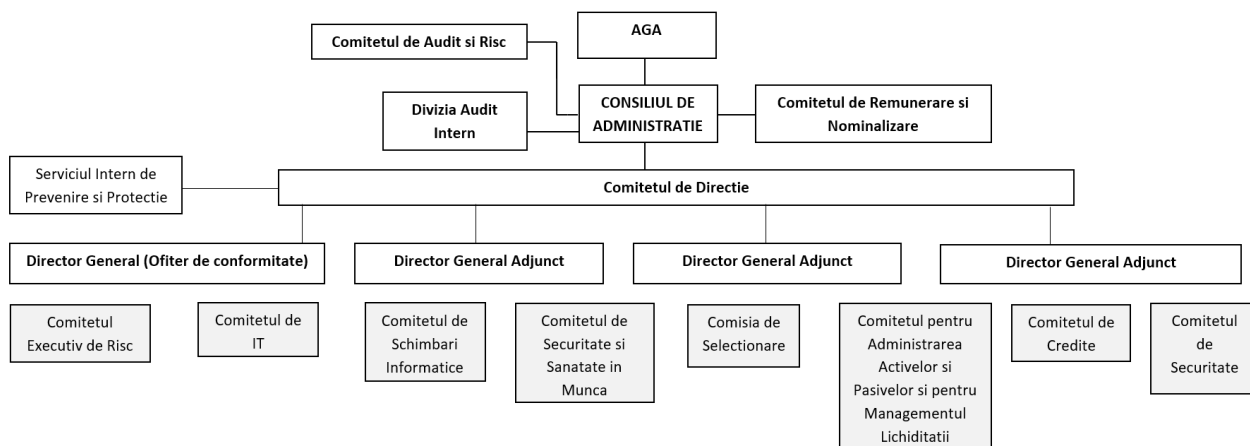 AGA
Comitetul de Audit si Risc
CONSILIUL DE
ADMINISTRATIE
Divizia Audit
Intern
Comitetul de Remunerare si
Nominalizare
Serviciul Intern de
Prevenire si Protectie
Comitetul de Directie
Director General (Ofiter de conformitate)
Director General Adjunct
Director General Adjunct
Director General Adjunct
Comitetul
Executiv de Risc
Comitetul de
IT
Comitetul de
Schimbari
Informatice
Comitetul de
Securitate si
Sanatate in
Munca
Comisia de
Selectionare
Comitetul pentru
Administrarea
Activelor si
Pasivelor si pentru
Managementul
Lichiditatii
Comitetul de
Credite
Comitetul
de
Securitate